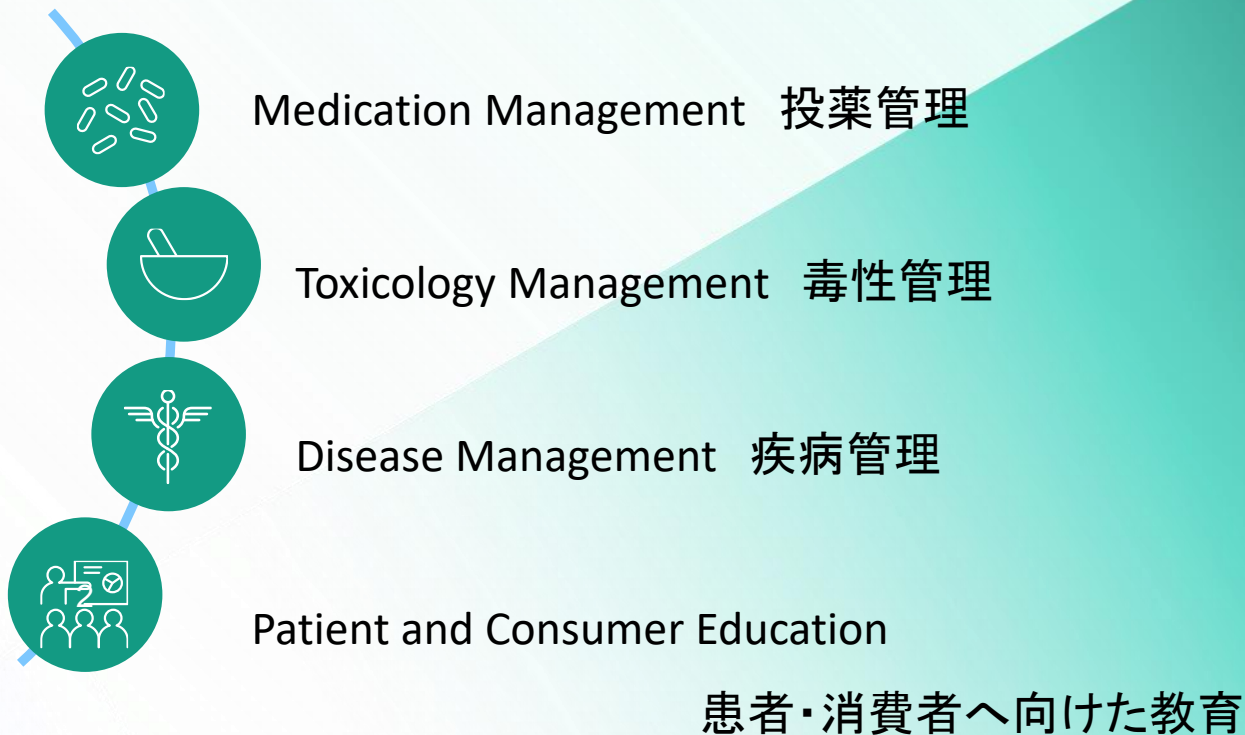 Medication Management　投薬管理
Toxicology Management　毒性管理
Disease Management　疾病管理
2
Patient and Consumer Education
患者・消費者へ向けた教育